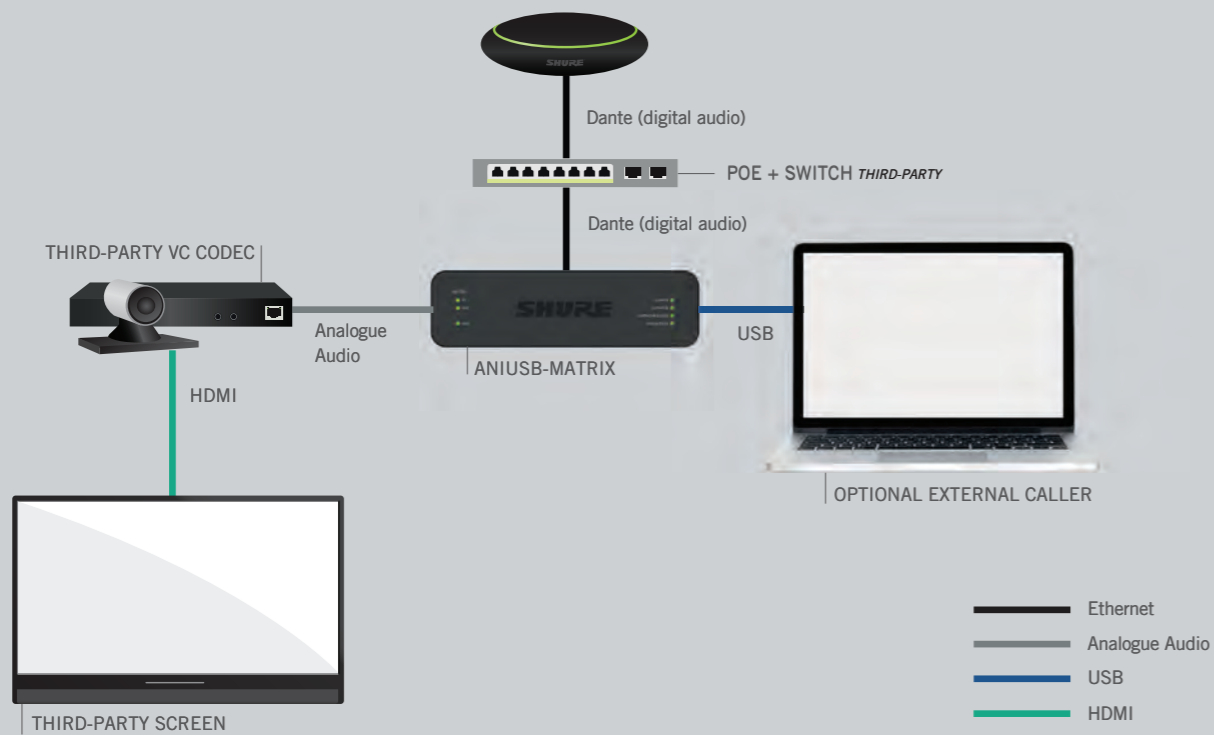 SHURE
Dante (digital audio)
POE + SWITCH THIRD-PARTY
Dante (digital audio)
THIRD-PARTY VC CODEC
SHURE
Analogue
Audio
USB
ANIUSB-MATRIX
HDMI
OPTIONAL EXTERNAL CALLER
Ethernet
Analogue Audio
USB
HDMI
THIRD-PARTY SCREEN